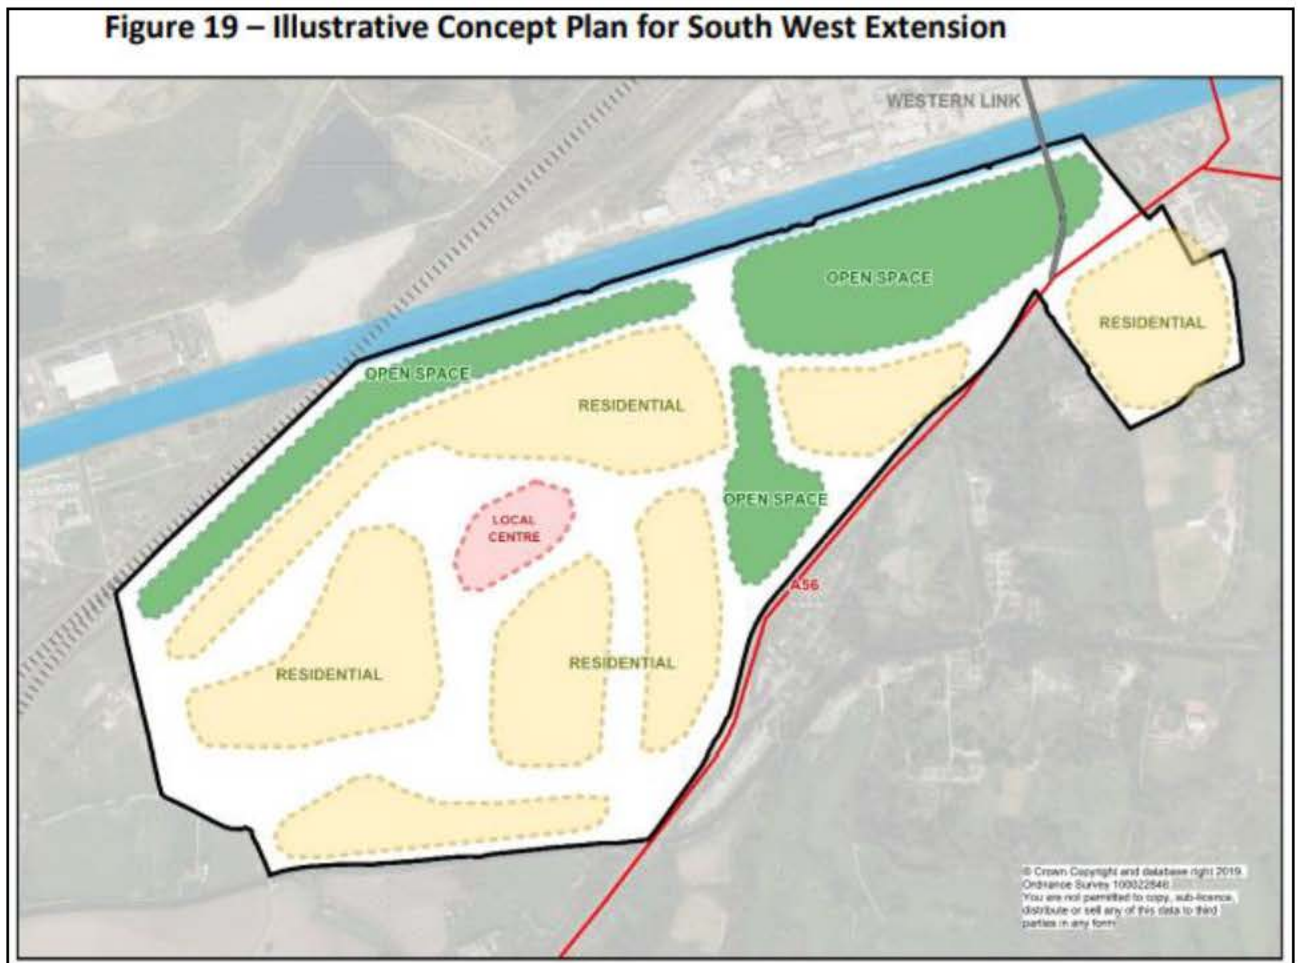 Figure 19 – Illustrative Concept Plan for South West Extension
WESTERN LINK
OPEN SPACE
RESIDENTIAL
OPEN SPACE
RESIDENTIAL
OPEN SPACE
LOCAL
CENTRE
A56
RESIDENTIAL
RESIDENTIAL
© Crown Copyright and database right 2019.
Ordnance Survey 100022848.
You are not permitted to copy, sub-licence,
distribute or sell any of this data to third
parties in any form